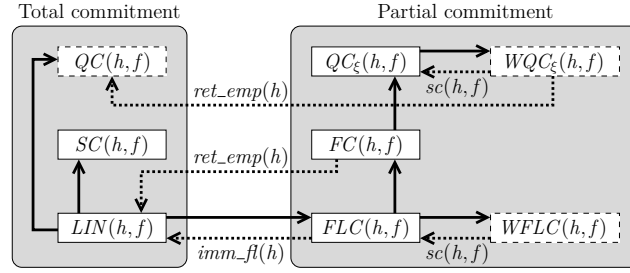 Total commitment
Partial commitment
QC(h, f)
QC_ξ(h, f)
WQC_ξ(h, f)
ret_emp(h)
sc(h, f)
SC(h, f)
ret_emp(h)
FC(h, f)
LIN(h, f)
imm_fl(h)
FLC(h, f)
sc(h, f)
WFLC(h, f)